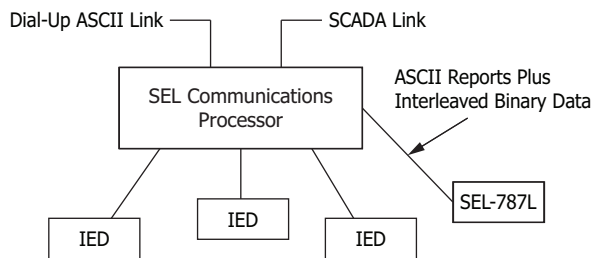 Dial-Up ASCII Link
SCADA Link
SEL Communications
Processor
ASCII Reports Plus
Interleaved Binary Data
SEL-787L
IED
IED
IED